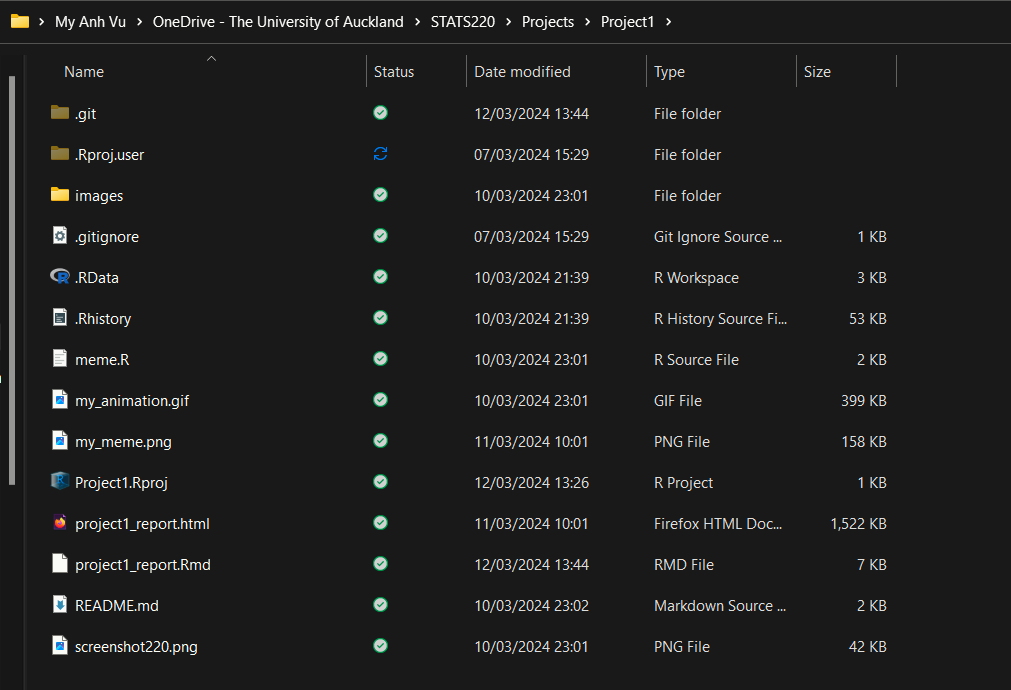 My Anh Vu > OneDrive - The University of Auckland > STATS220 > Projects > Project1 >
Name Status Date modified Type Size
.git 12/03/2024 13:44 File folder
.Rproj.user 07/03/2024 15:29 File folder
images 10/03/2024 23:01 File folder
.gitignore 07/03/2024 15:29 Git Ignore Source ... 1 KB
.RData 10/03/2024 21:39 R Workspace 3 KB
.Rhistory 10/03/2024 21:39 R History Source Fi... 53 KB
meme.R 10/03/2024 23:01 R Source File 2 KB
my_animation.gif 10/03/2024 23:01 GIF File 399 KB
my_meme.png 11/03/2024 10:01 PNG File 158 KB
Project1.Rproj 12/03/2024 13:26 R Project 1 KB
project1_report.html 11/03/2024 10:01 Firefox HTML Doc... 1,522 KB
project1_report.Rmd 12/03/2024 13:44 RMD File 7 KB
README.md 10/03/2024 23:02 Markdown Source ... 2 KB
screenshot220.png 10/03/2024 23:01 PNG File 42 KB